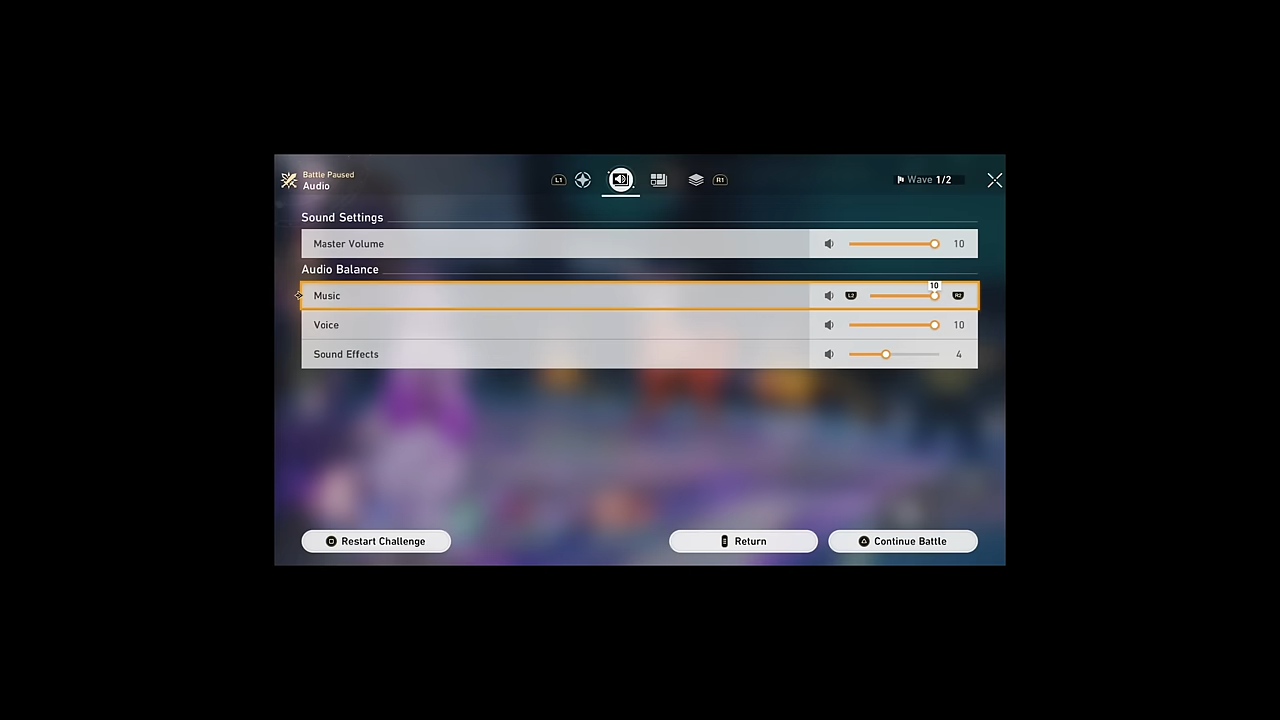 Battle Paused
Audio
L1
R1
Wave 1/2
Sound Settings
Master Volume 10
Audio Balance
10
Music L2 R2
Voice 10
Sound Effects 4
Restart Challenge
Return
Continue Battle